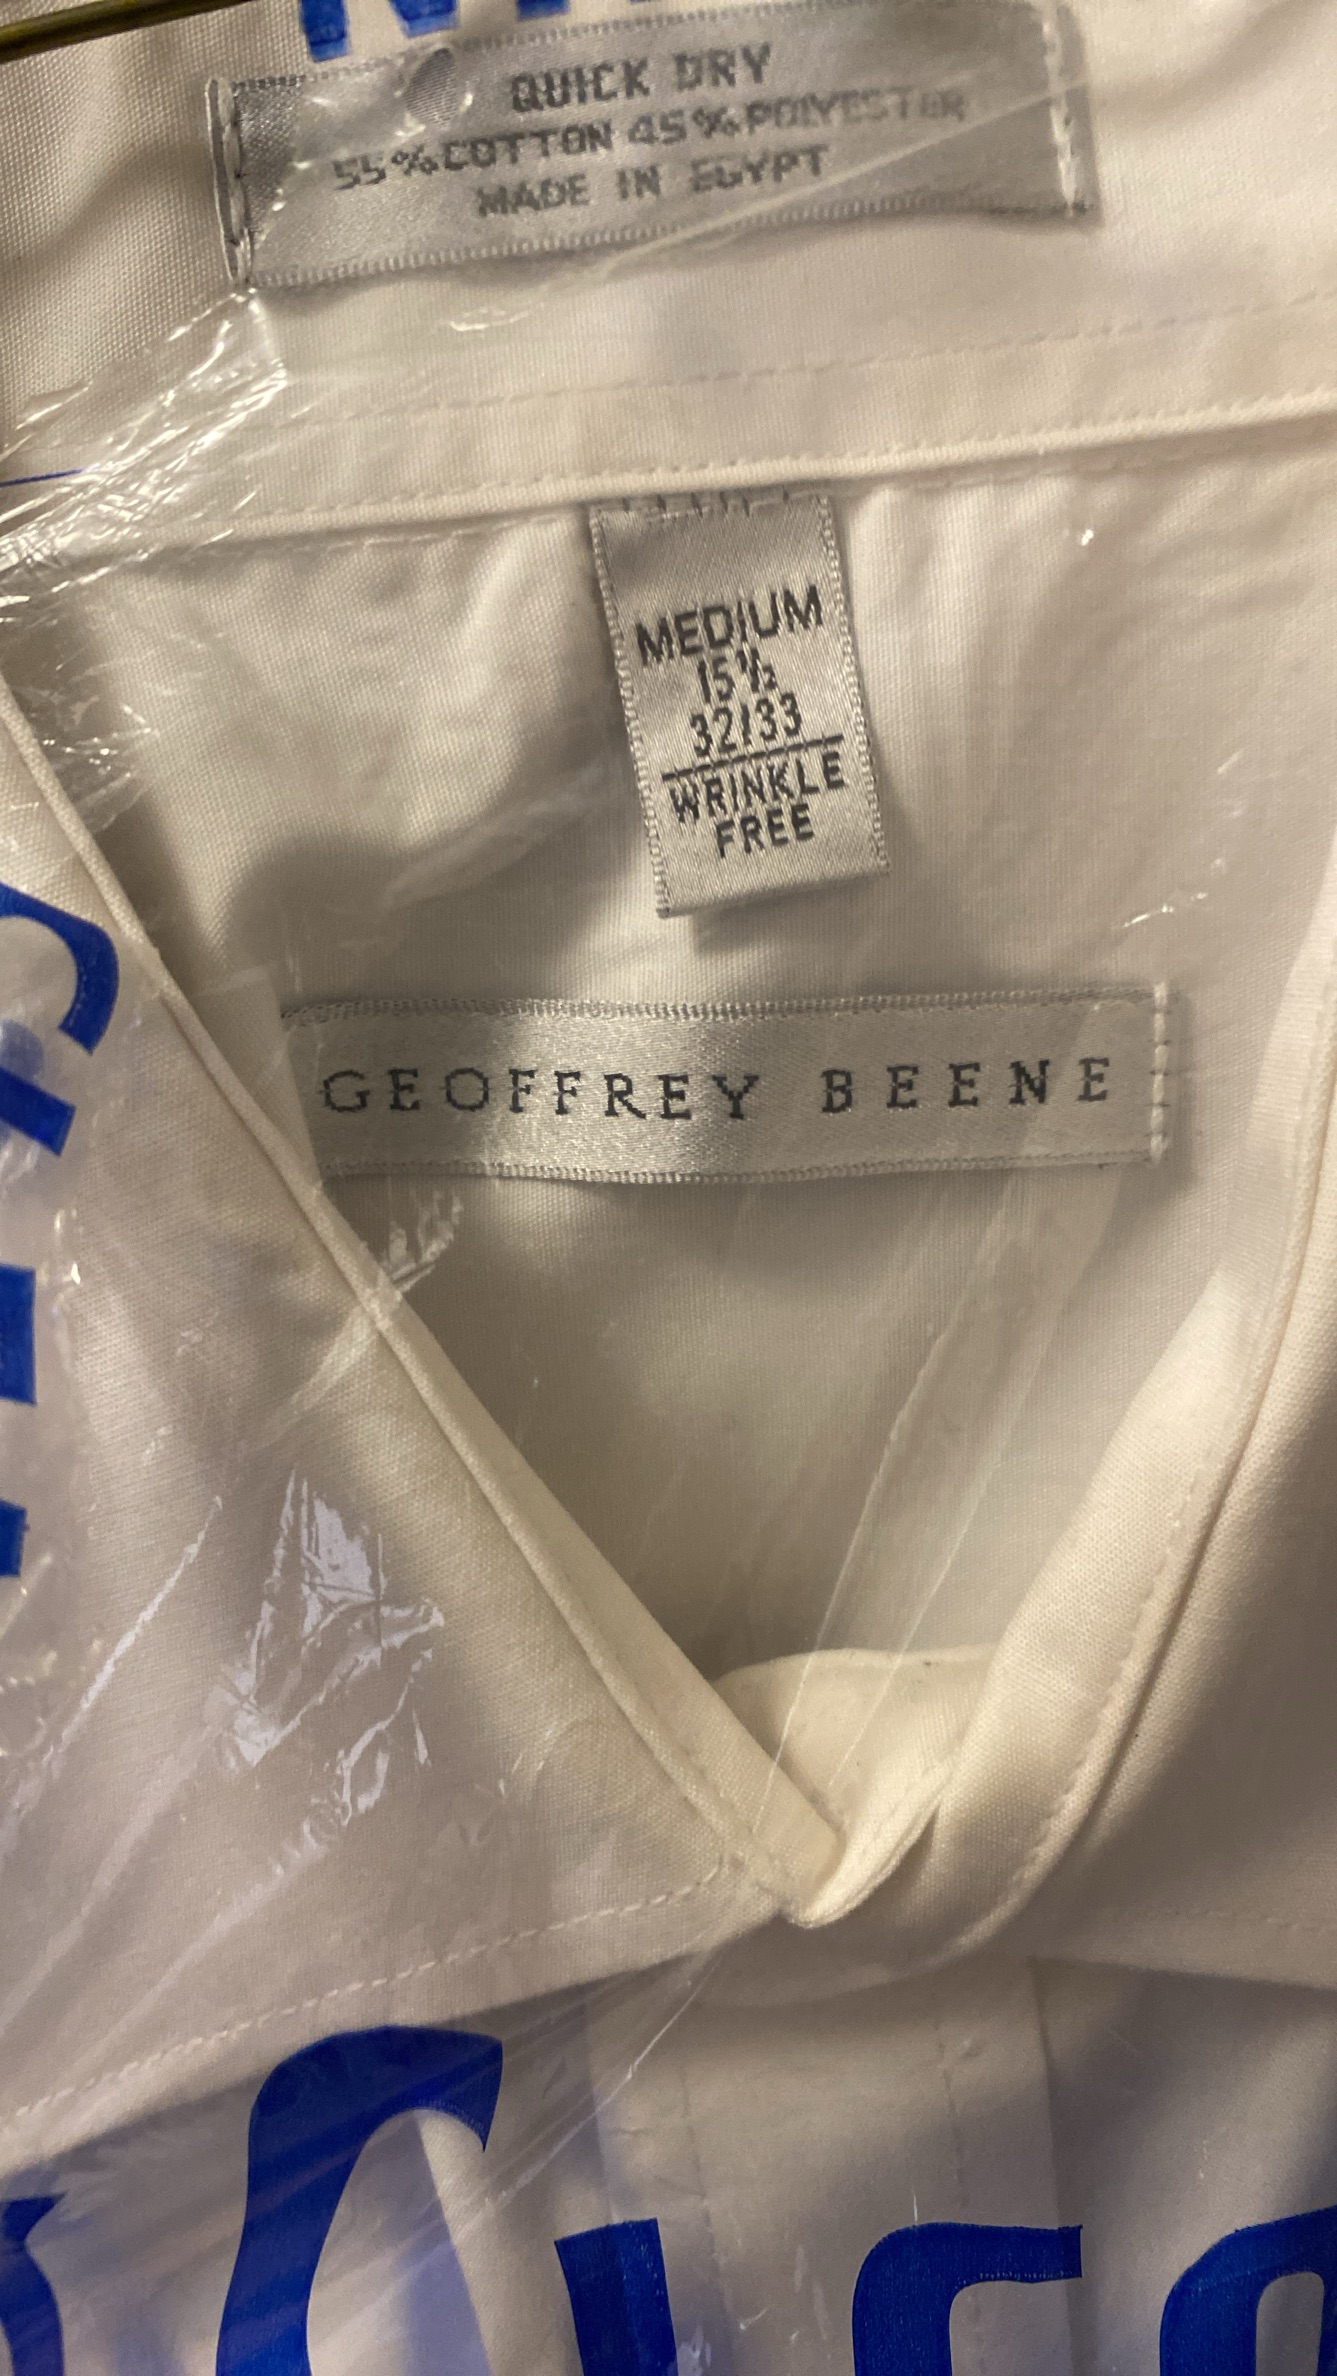 QUICK DRY
55% COTTON 45% POLYESTER
MADE IN EGYPT
MEDIUM
15½
32/33
WRINKLE
FREE
GEOFFREY BEENE